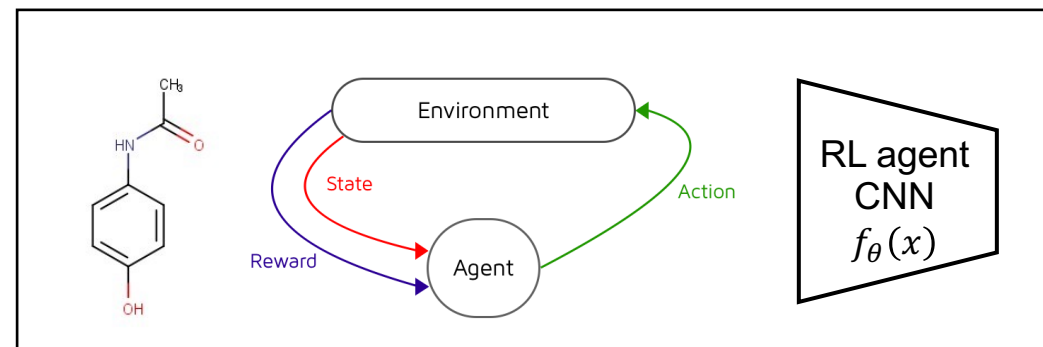 CH₃
HN
O
OH
Environment
State
Reward
Action
Agent
RL agent
CNN
𝑓𝜃(𝑥)